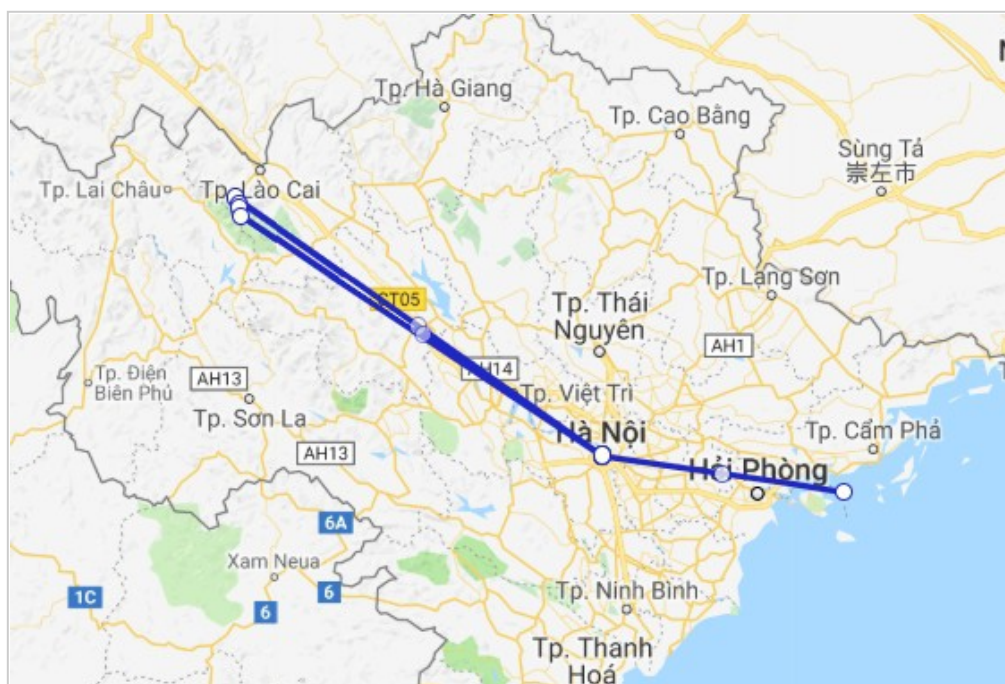 Tp. Hà Giang
Tp. Cao Bằng
Sùng Tả
崇左市
Tp. Lai Châu
Tp. Lào Cai
Tp. Lạng Sơn
CT05
Tp. Thái
Nguyên
AH1
AH14
Tp. Điện
Biên Phủ
AH13
Tp. Việt Trì
Tp. Sơn La
Hà Nội
Tp. Cẩm Phả
AH13
Hải Phòng
6A
Xam Neua
1C
6
6
Tp. Ninh Bình
Tp. Thanh
Hoá